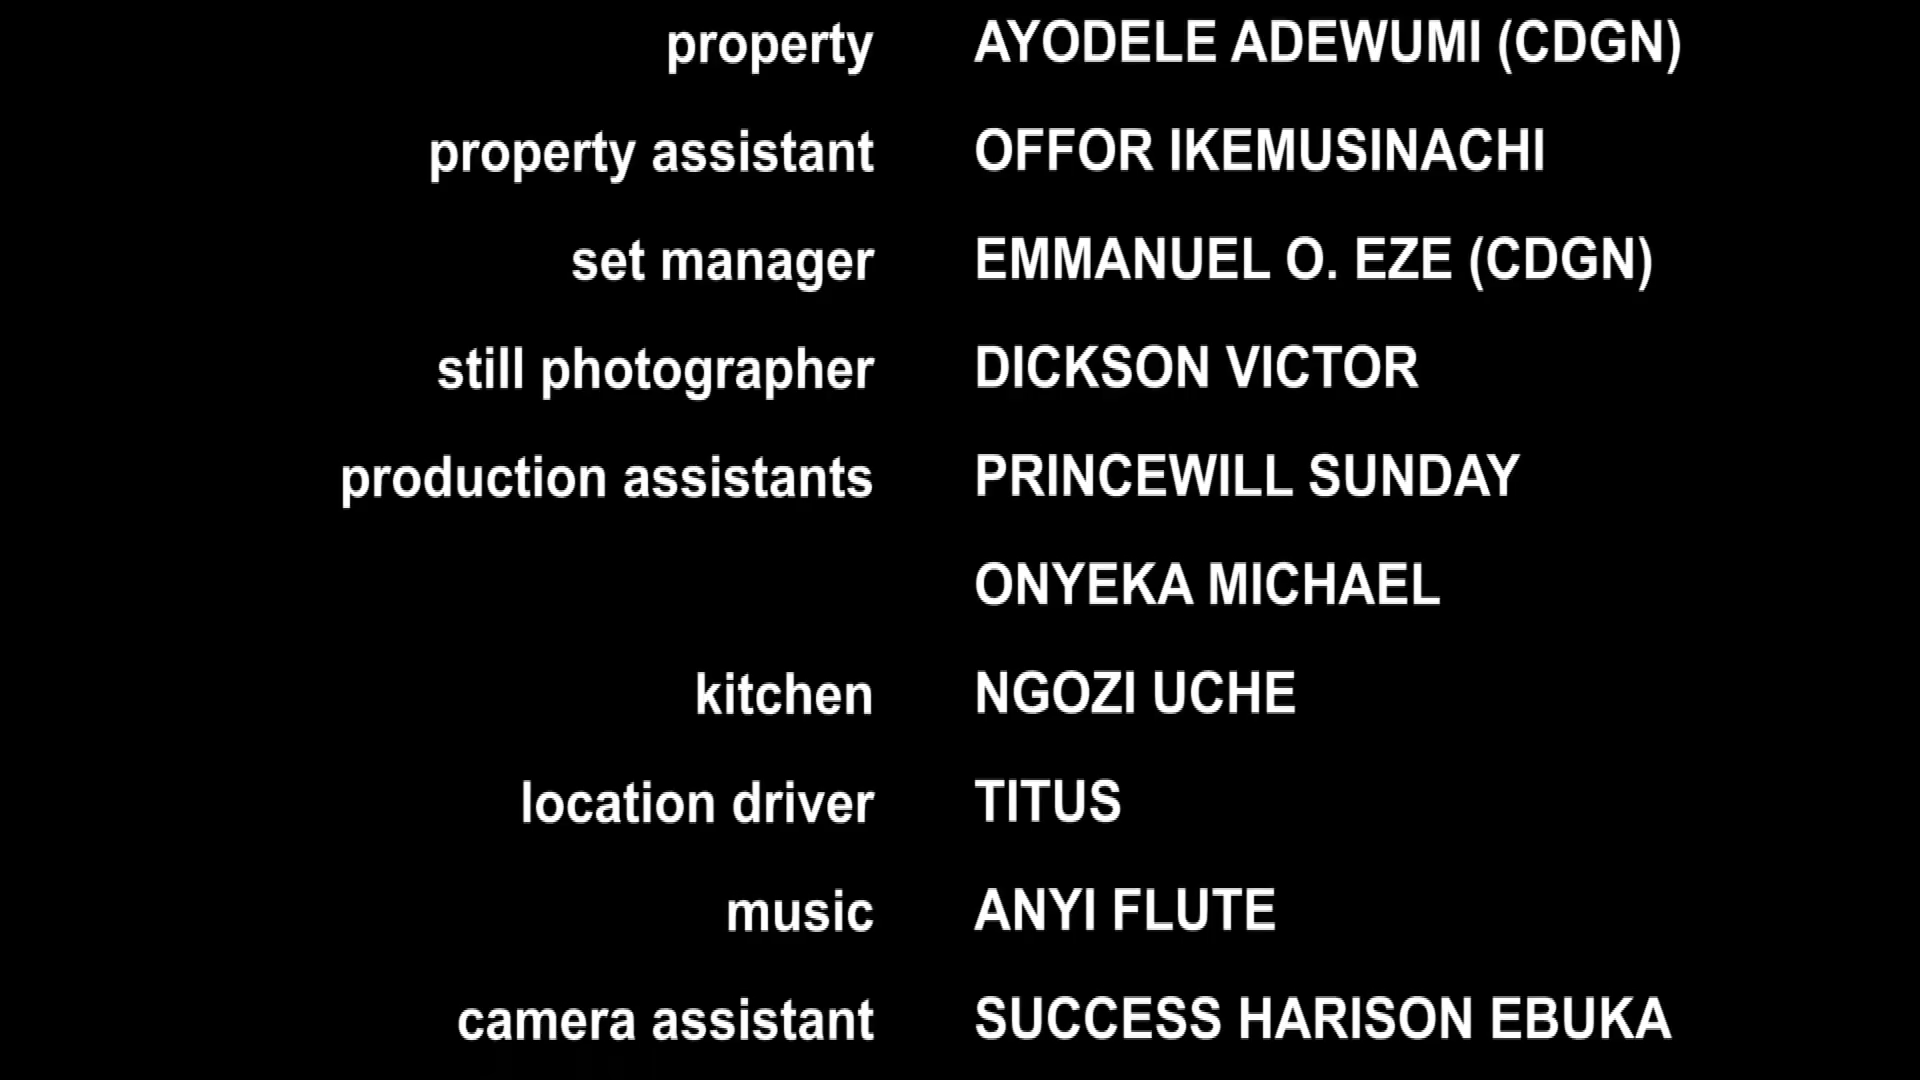 property AYODELE ADEWUMI (CDGN)
property assistant OFFOR IKEMUSINACHI
set manager EMMANUEL O. EZE (CDGN)
still photographer DICKSON VICTOR
production assistants PRINCEWILL SUNDAY
ONYEKA MICHAEL
kitchen NGOZI UCHE
location driver TITUS
music ANYI FLUTE
camera assistant SUCCESS HARISON EBUKA